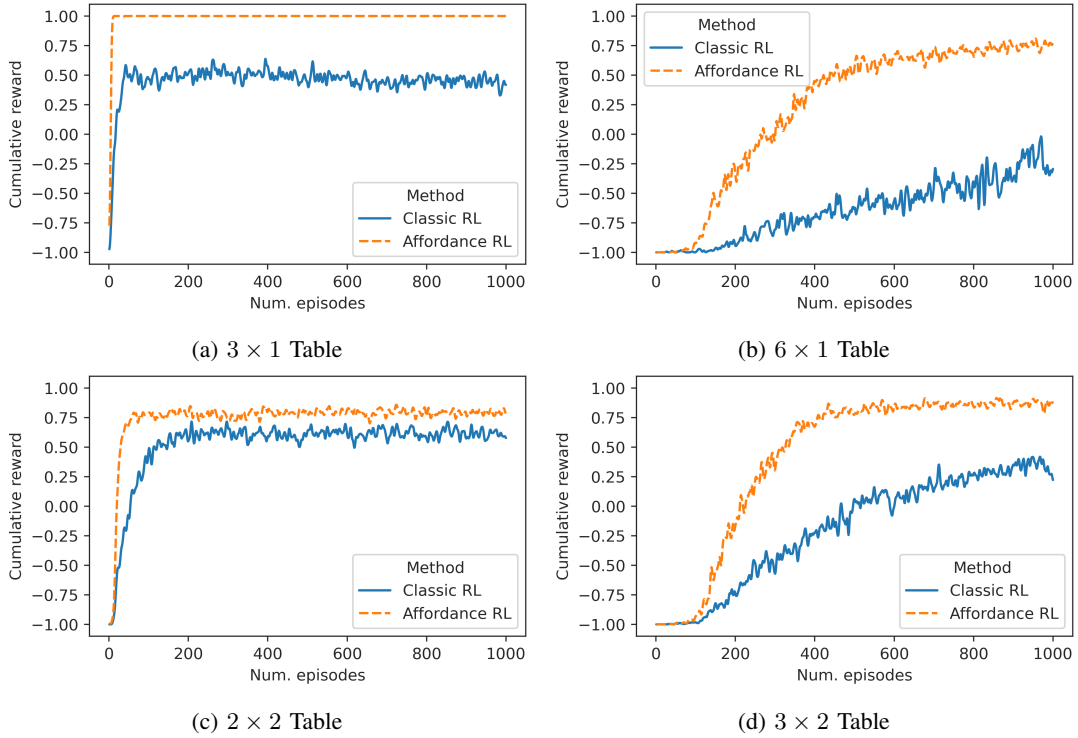 1.00
0.75
0.50
0.25
0.00
−0.25
−0.50
−0.75
−1.00
Cumulative reward
Method
Classic RL
Affordance RL
0 200 400 600 800 1000
Num. episodes
(a) 3 × 1 Table
1.00
0.75
0.50
0.25
0.00
−0.25
−0.50
−0.75
−1.00
Cumulative reward
Method
Classic RL
Affordance RL
0 200 400 600 800 1000
Num. episodes
(b) 6 × 1 Table
1.00
0.75
0.50
0.25
0.00
−0.25
−0.50
−0.75
−1.00
Cumulative reward
Method
Classic RL
Affordance RL
0 200 400 600 800 1000
Num. episodes
(c) 2 × 2 Table
1.00
0.75
0.50
0.25
0.00
−0.25
−0.50
−0.75
−1.00
Cumulative reward
Method
Classic RL
Affordance RL
0 200 400 600 800 1000
Num. episodes
(d) 3 × 2 Table